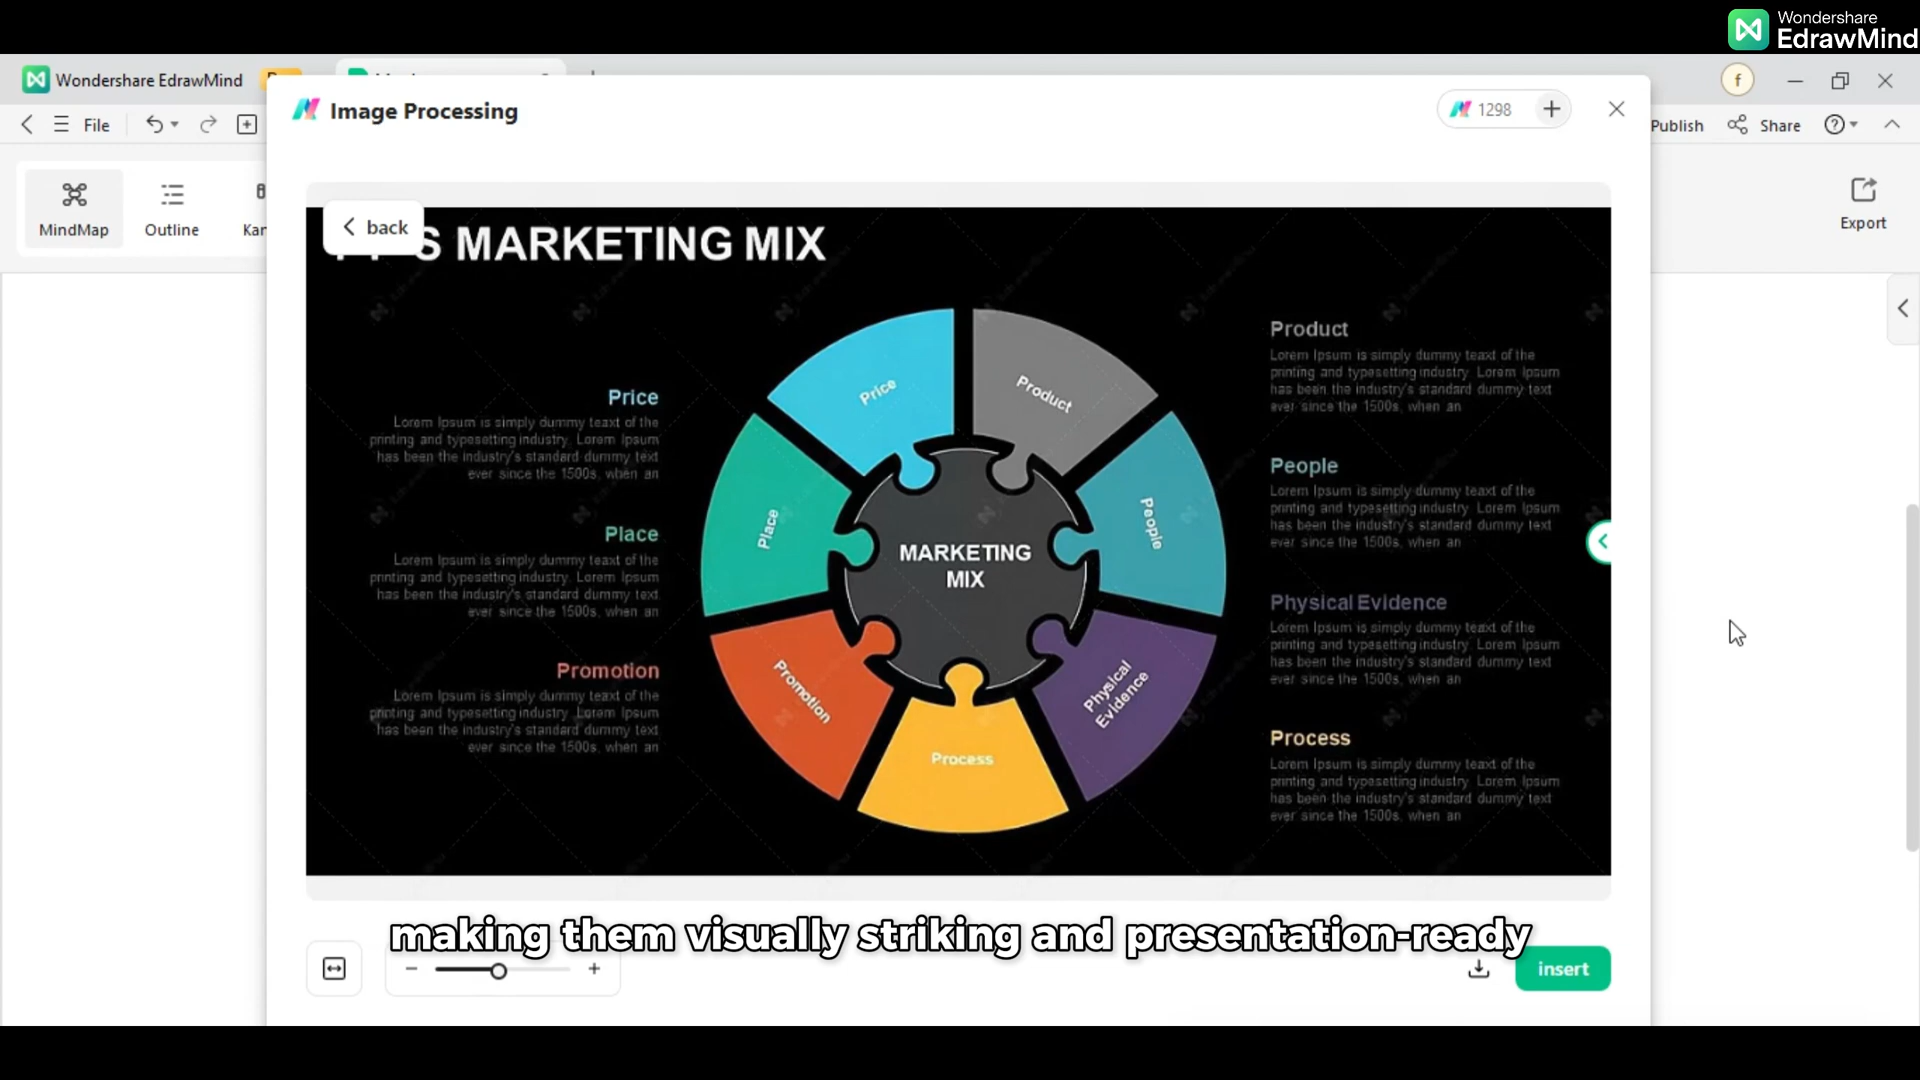 Wondershare
EdrawMind
Wondershare EdrawMind
f
File
Publish
Share
MindMap
Outline
Export
Image Processing
1298
back
S MARKETING MIX
Price
Lorem Ipsum is simply dummy teaxt of the
printing and typesetting industry. Lorem Ipsum
has been the industry's standard dummy text
ever since the 1500s, when an
Place
Lorem Ipsum is simply dummy teaxt of the
printing and typesetting industry. Lorem Ipsum
has been the industry's standard dummy text
ever since the 1500s, when an
Promotion
Lorem Ipsum is simply dummy teaxt of the
printing and typesetting industry. Lorem Ipsum
has been the industry's standard dummy text
ever since the 1500s, when an
Price
Product
People
Physical
Evidence
Process
Promotion
Place
MARKETING
MIX
Product
Lorem Ipsum is simply dummy teaxt of the
printing and typesetting industry. Lorem Ipsum
has been the industry's standard dummy text
ever since the 1500s, when an
People
Lorem Ipsum is simply dummy teaxt of the
printing and typesetting industry. Lorem Ipsum
has been the industry's standard dummy text
ever since the 1500s, when an
Physical Evidence
Lorem Ipsum is simply dummy teaxt of the
printing and typesetting industry. Lorem Ipsum
has been the industry's standard dummy text
ever since the 1500s, when an
Process
Lorem Ipsum is simply dummy teaxt of the
printing and typesetting industry. Lorem Ipsum
has been the industry's standard dummy text
ever since the 1500s, when an
making them visually striking and presentation-ready
insert